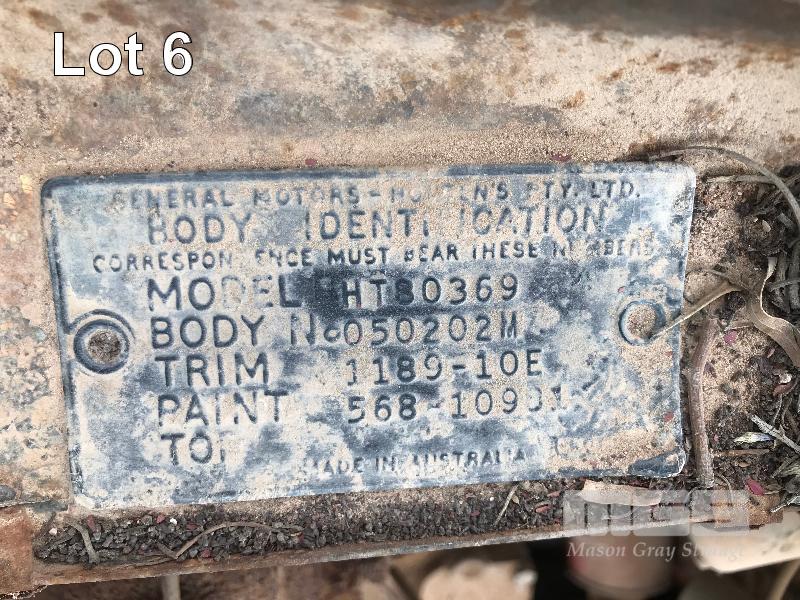 Lot 6
GENERAL MOTORS-HOLDEN'S PTY. LTD.
BODY IDENTIFICATION
CORRESPONDENCE MUST BEAR THESE NUMBERS
MODEL HT80369
BODY No 050202M
TRIM 1189-10E
PAINT 568-
TOP
MADE IN AUSTRALIA
MGS
Mason Gray Strange